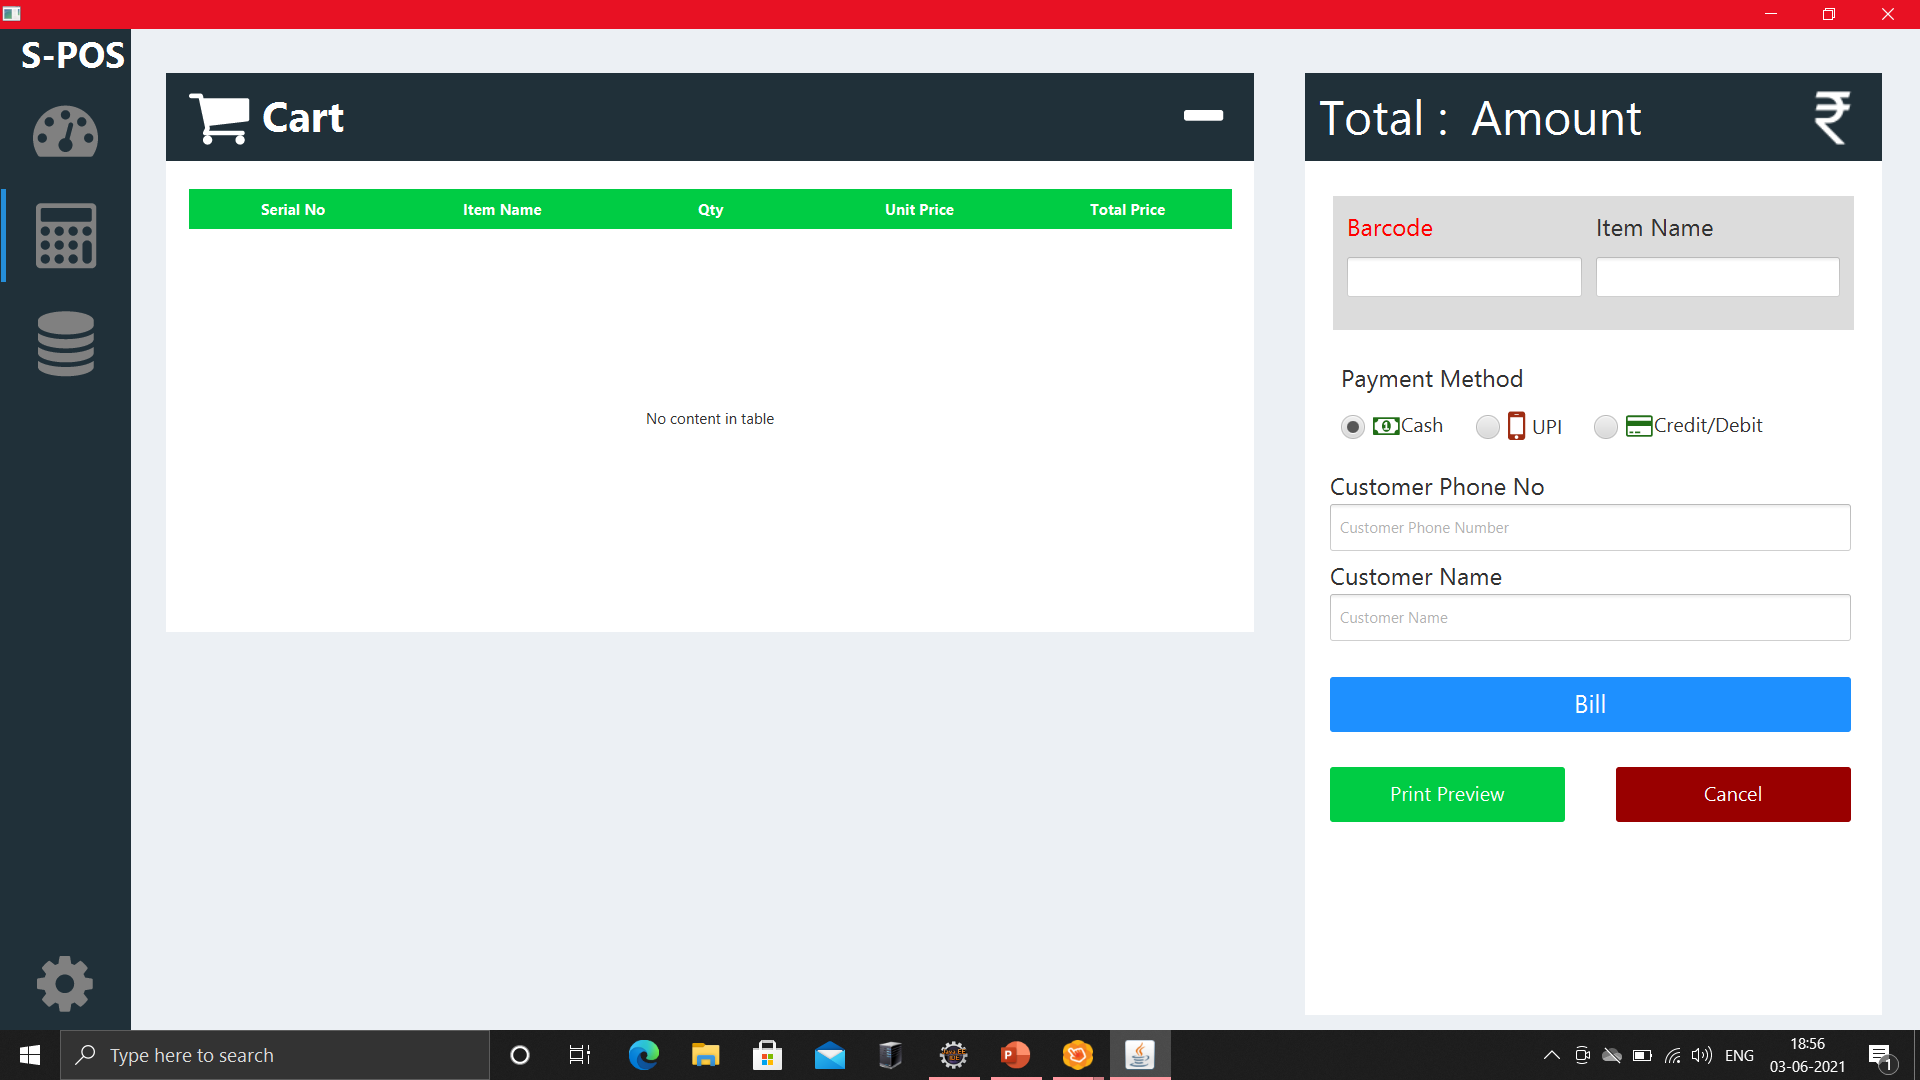 S-POS
Cart
Serial No Item Name Qty Unit Price Total Price
No content in table
Total : Amount ₹
Barcode Item Name
Payment Method
Cash UPI Credit/Debit
Customer Phone No
Customer Phone Number
Customer Name
Customer Name
Bill
Print Preview Cancel
Type here to search
ENG
18:56
03-06-2021
1